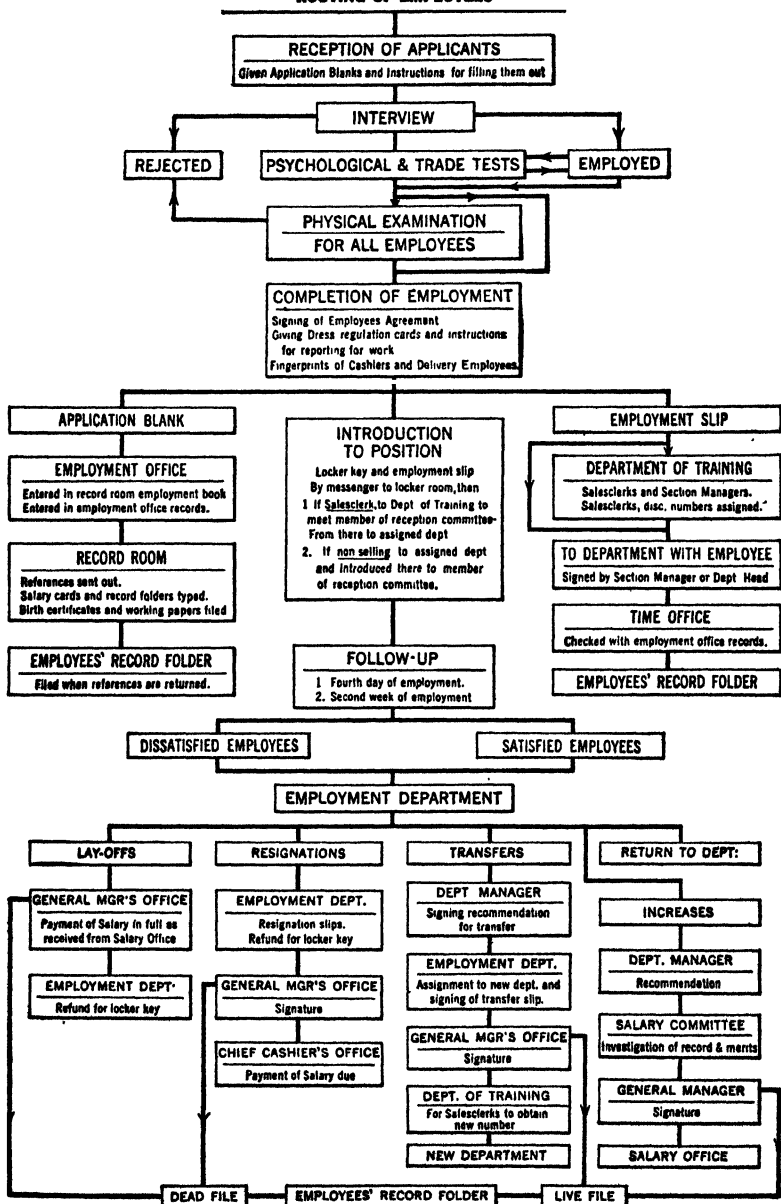 RECEPTION OF APPLICANTS
Given Application Blanks and Instructions for filling them out
INTERVIEW
REJECTED
PSYCHOLOGICAL & TRADE TESTS
EMPLOYED
PHYSICAL EXAMINATION
FOR ALL EMPLOYEES
COMPLETION OF EMPLOYMENT
Signing of Employees Agreement
Giving Dress regulation cards and instructions
for reporting for work
Fingerprints of Cashiers and Delivery Employees.
APPLICATION BLANK
EMPLOYMENT OFFICE
Entered in record room employment book
Entered in employment office records.
RECORD ROOM
References sent out.
Salary cards and record folders typed.
Birth certificates and working papers filed
EMPLOYEES' RECORD FOLDER
Filed when references are returned.
INTRODUCTION
TO POSITION
Locker key and employment slip
By messenger to locker room, then
1 If Salesclerk, to Dept of Training to
meet member of reception committee-
From there to assigned dept
2. If non selling to assigned dept
and introduced there to member
of reception committee.
FOLLOW-UP
1 Fourth day of employment.
2. Second week of employment
EMPLOYMENT SLIP
DEPARTMENT OF TRAINING
Salesclerks and Section Managers.
Salesclerks, disc. numbers assigned.
TO DEPARTMENT WITH EMPLOYEE
Signed by Section Manager or Dept Head
TIME OFFICE
Checked with employment office records.
EMPLOYEES' RECORD FOLDER
DISSATISFIED EMPLOYEES
SATISFIED EMPLOYEES
EMPLOYMENT DEPARTMENT
LAY-OFFS
GENERAL MGR'S OFFICE
Payment of Salary in full as
received from Salary Office
EMPLOYMENT DEPT.
Refund for locker key
RESIGNATIONS
EMPLOYMENT DEPT.
Resignation slips.
Refund for locker key
GENERAL MGR'S OFFICE
Signature
CHIEF CASHIER'S OFFICE
Payment of Salary due
TRANSFERS
DEPT MANAGER
Signing recommendation
for transfer
EMPLOYMENT DEPT.
Assignment to new dept. and
signing of transfer slip.
GENERAL MGR'S OFFICE
Signature
DEPT. OF TRAINING
For Salesclerks to obtain
new number
NEW DEPARTMENT
RETURN TO DEPT:
INCREASES
DEPT. MANAGER
Recommendation
SALARY COMMITTEE
Investigation of record & merits
GENERAL MANAGER
Signature
SALARY OFFICE
DEAD FILE
EMPLOYEES' RECORD FOLDER
LIVE FILE